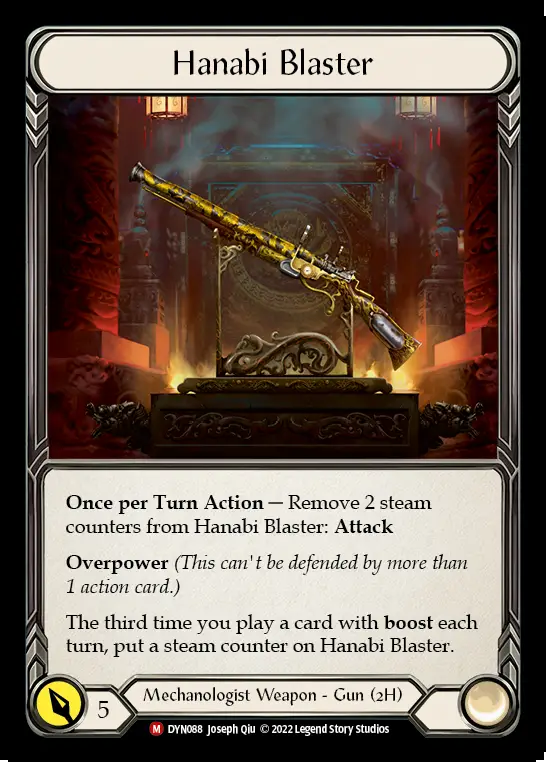 Hanabi Blaster
Once per Turn Action — Remove 2 steam
counters from Hanabi Blaster: Attack
Overpower (This can't be defended by more than
1 action card.)
The third time you play a card with boost each
turn, put a steam counter on Hanabi Blaster.
5
Mechanologist Weapon - Gun (2H)
M DYN088 Joseph Qiu © 2022 Legend Story Studios